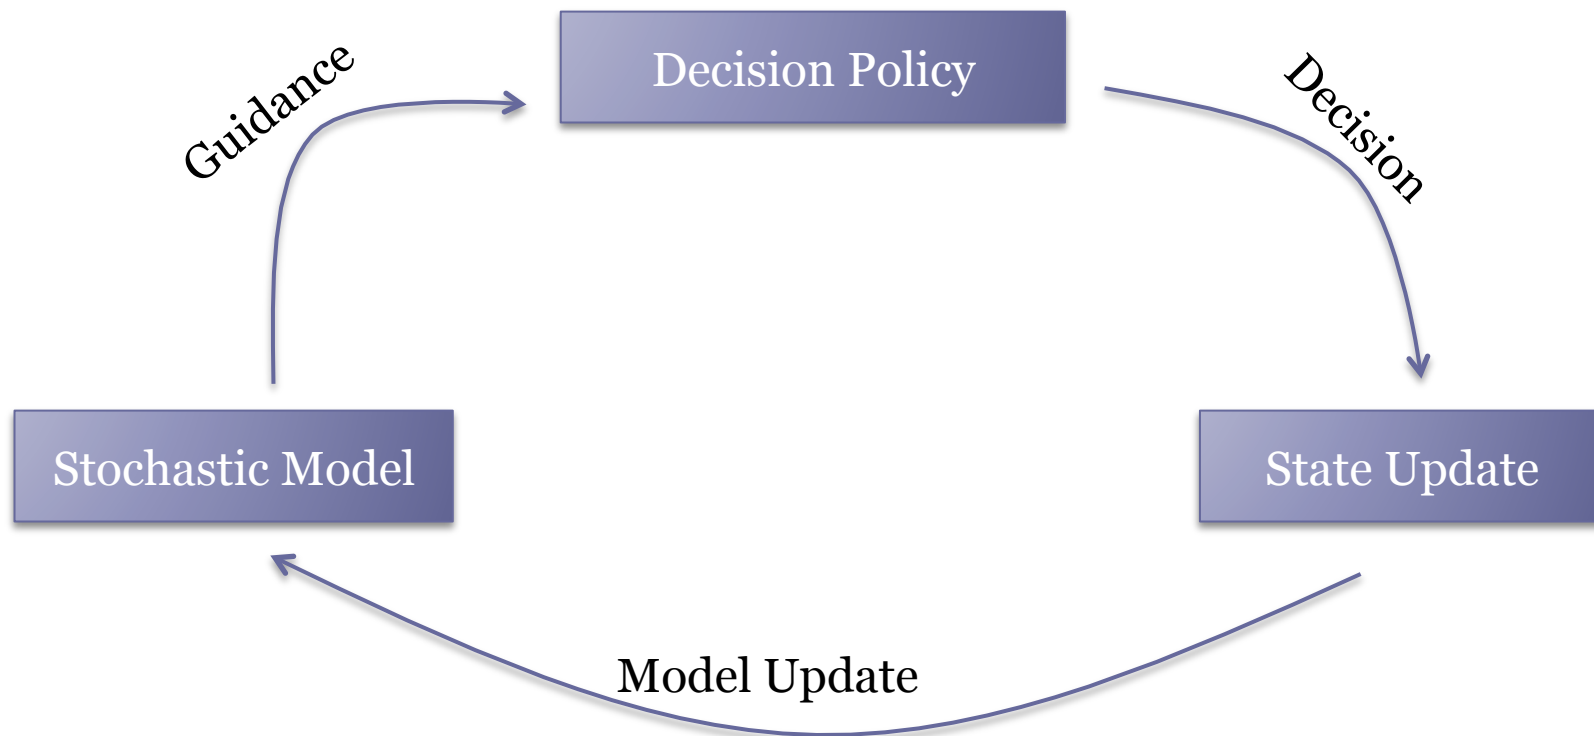 Decision Policy
Guidance
Decision
Stochastic Model
State Update
Model Update